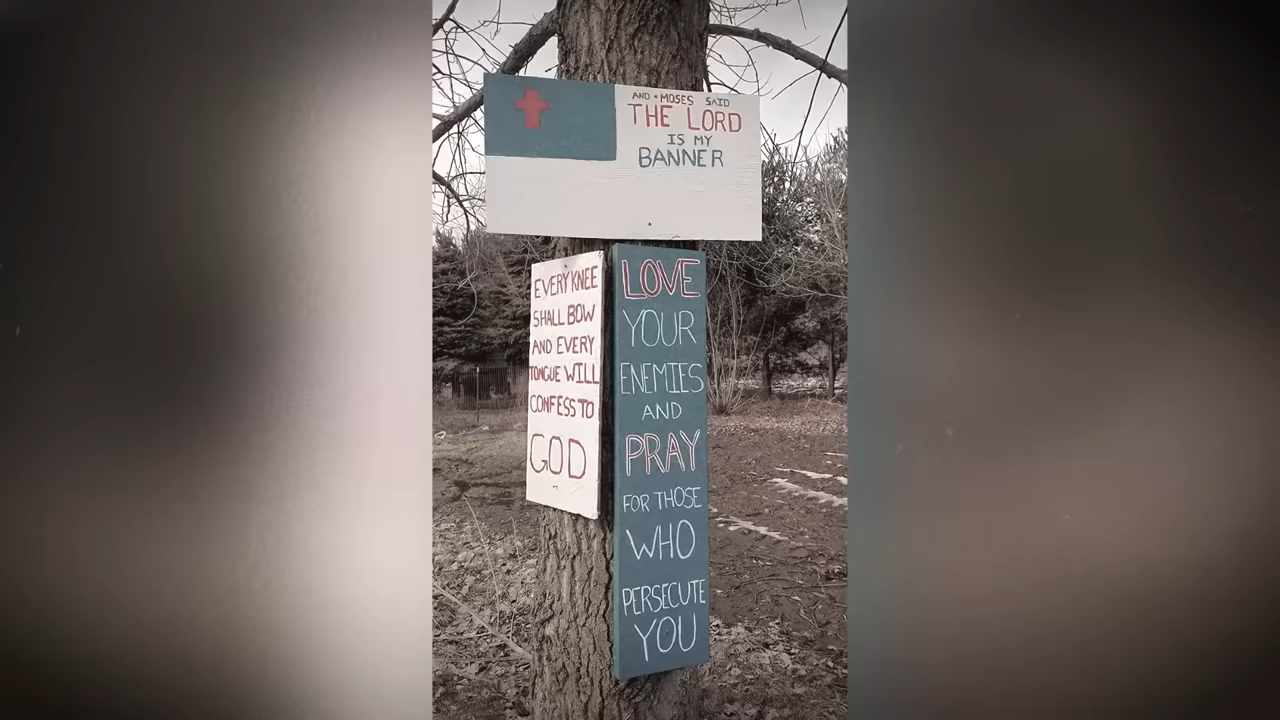 AND • MOSES SAID
THE LORD
IS MY
BANNER
EVERY KNEE
SHALL BOW
AND EVERY
TONGUE WILL
CONFESS TO
GOD
LOVE
YOUR
ENEMIES
AND
PRAY
FOR THOSE
WHO
PERSECUTE
YOU